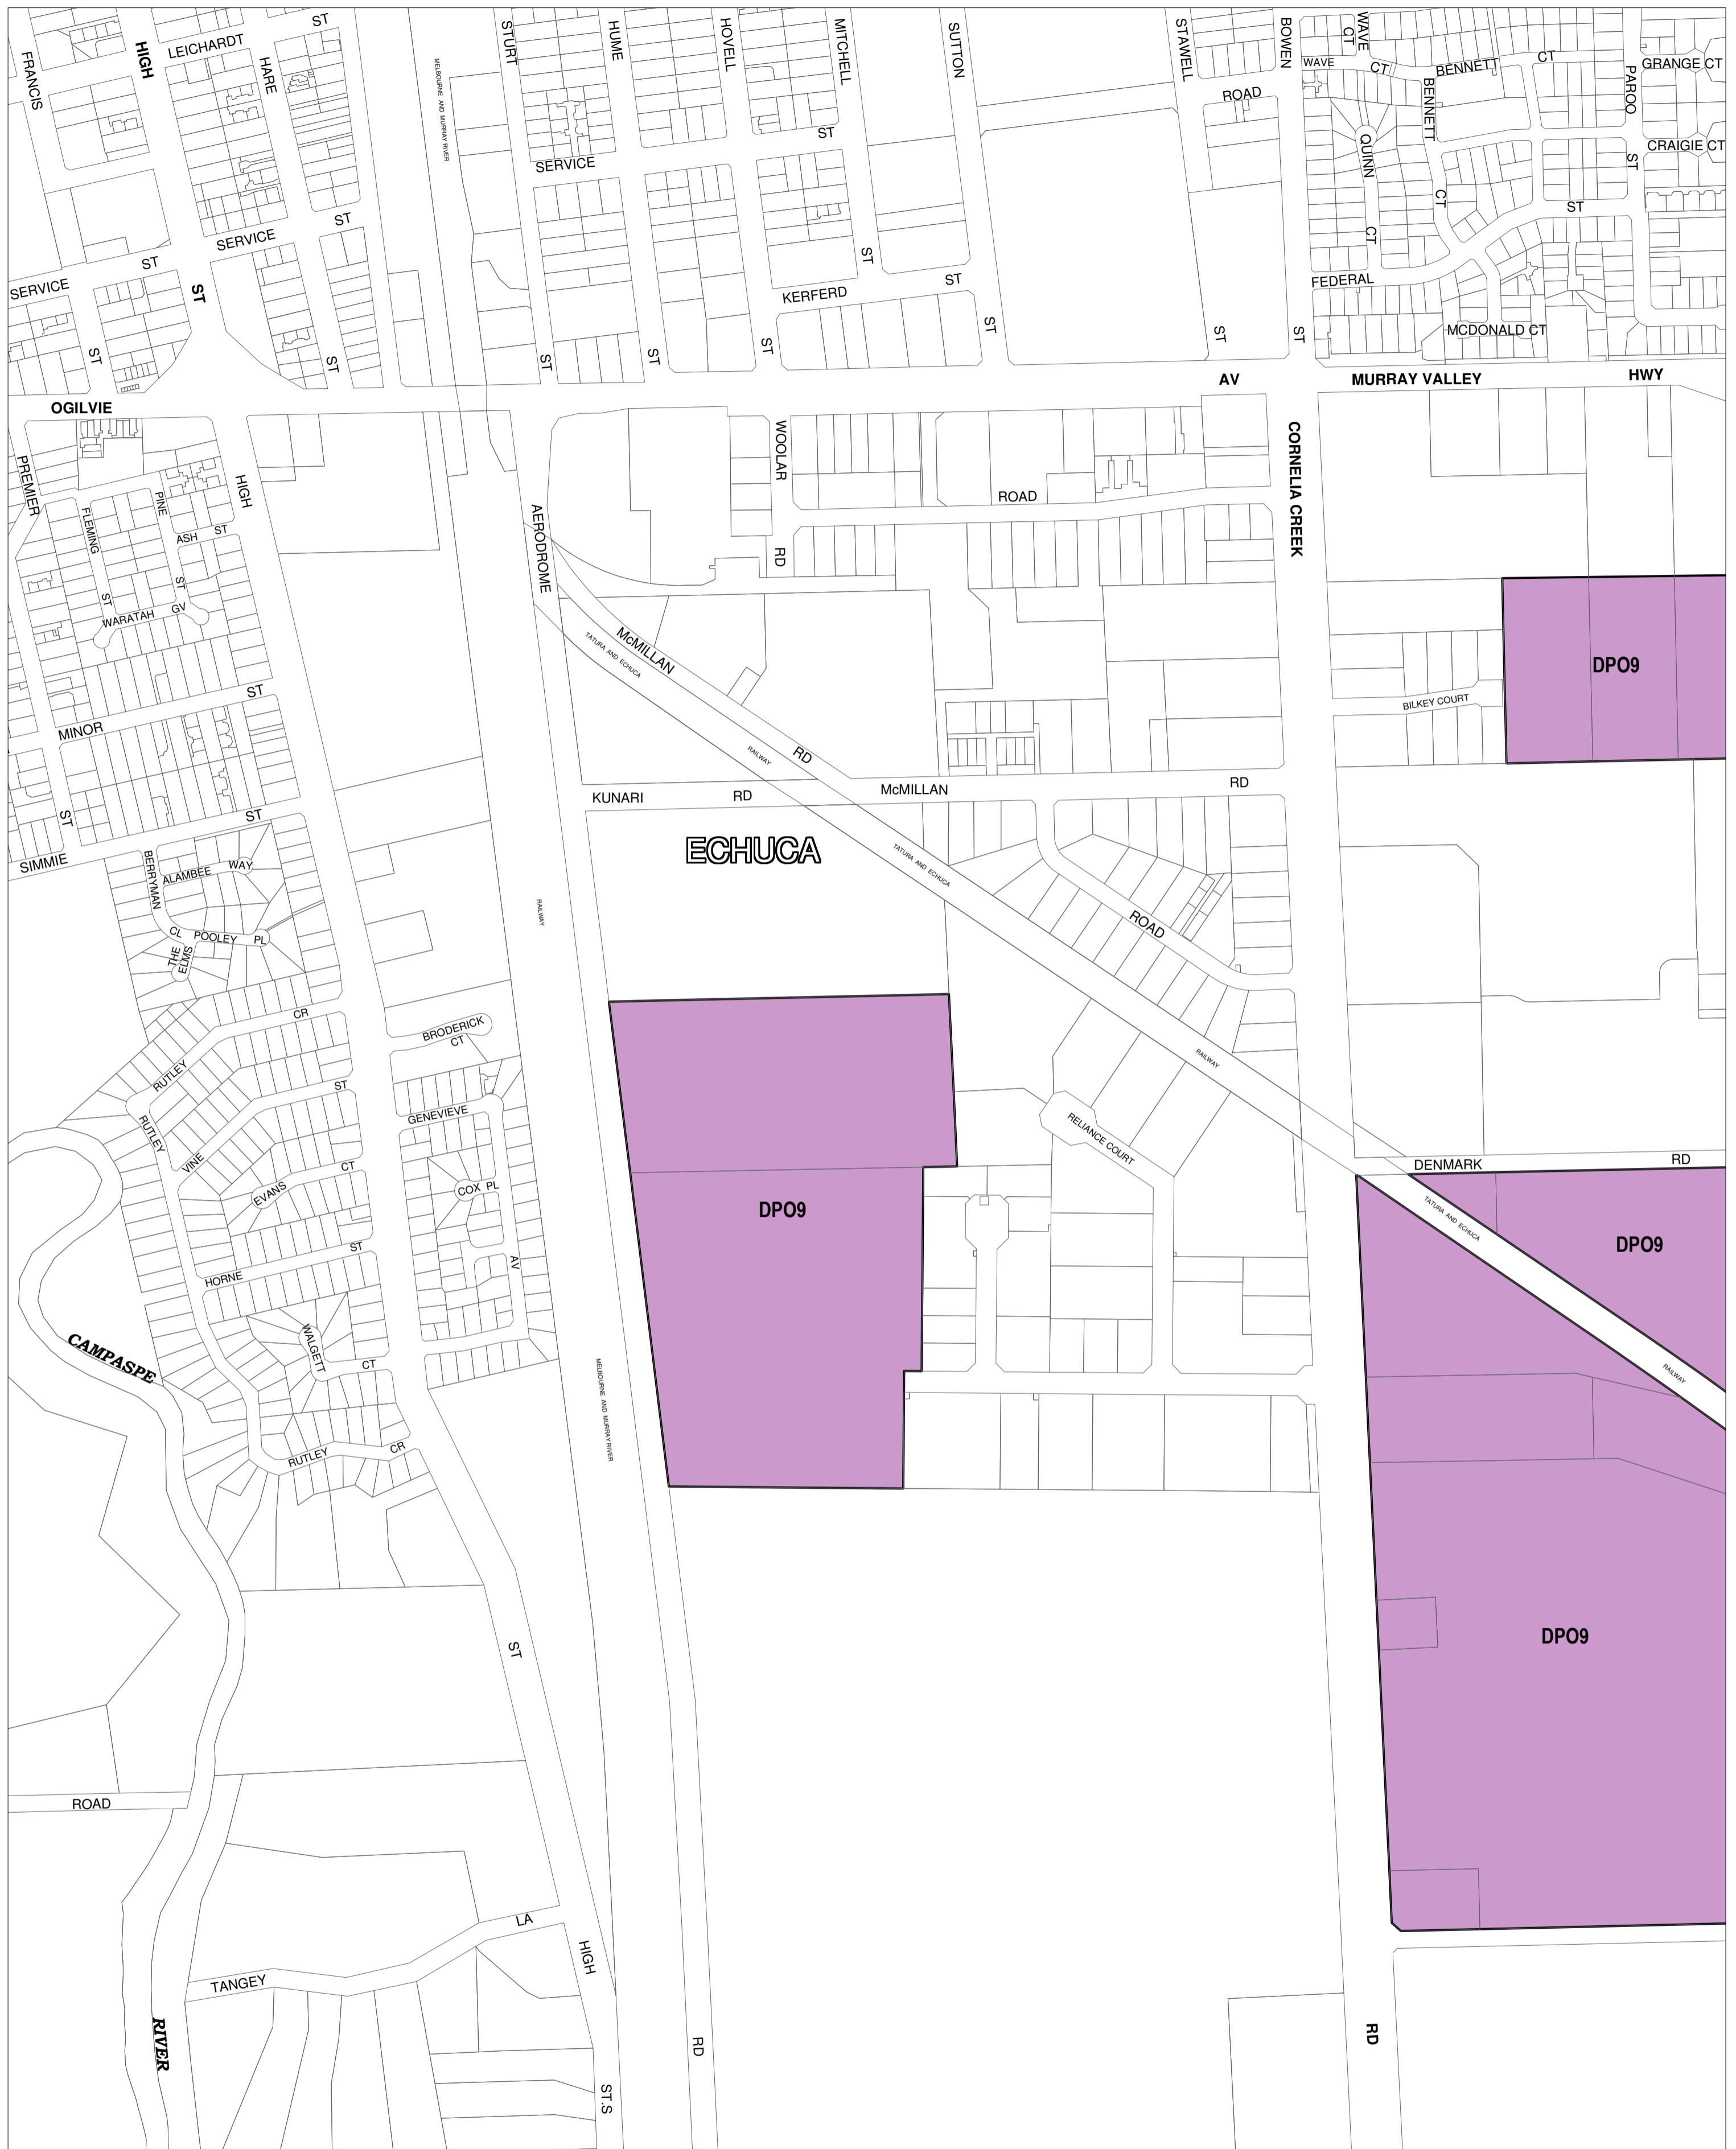 ST
FRANCIS
HIGH
LEICHARDT
HARE
MELBOURNE AND MURRAY RIVER
STURT
HUME
HOVELL
MITCHELL
SUTTON
STAWELL
BOWEN
WAVE
CT
WAVE
CT
BENNETT
CT
PAROO
GRANGE CT
ROAD
BENNETT
ST
SERVICE
QUINN
CRAIGIE CT
ST
CT
ST
ST
SERVICE
ST
CT
ST
ST
SERVICE
ST
KERFERD
ST
FEDERAL
ST
ST
ST
ST
ST
ST
ST
ST
ST
MCDONALD CT
AV
MURRAY VALLEY
HWY
OGILVIE
PREMIER
WOOLAR
CORNELIA CREEK
PINE
HIGH
ROAD
FLEMING
ASH
ST
AERODROME
RD
ST
ST
WARATAH
GV
McMILLAN
TATURA AND ECHUCA
DPO9
ST
BILKEY COURT
MINOR
RAILWAY
RD
KUNARI
RD
McMILLAN
RD
ST
ST
ECHUCA
SIMMIE
BERRYMAN
ALAMBEE
WAY
TATURA AND ECHUCA
RAILWAY
ROAD
CL
POOLEY
PL
THE
ELMS
CR
BRODERICK
CT
RAILWAY
RUTLEY
ST
GENEVIEVE
RUTLEY
RELIANCE COURT
VINE
CT
DENMARK
RD
EVANS
COX PL
DPO9
TATURA AND ECHUCA
DPO9
ST
AV
HORNE
CAMPASPE
WALGETT
CT
MELBOURNE AND MURRAY RIVER
RAILWAY
RUTLEY
CR
ST
DPO9
ROAD
LA
HIGH
TANGEY
RIVER
RD
RD
ST.S